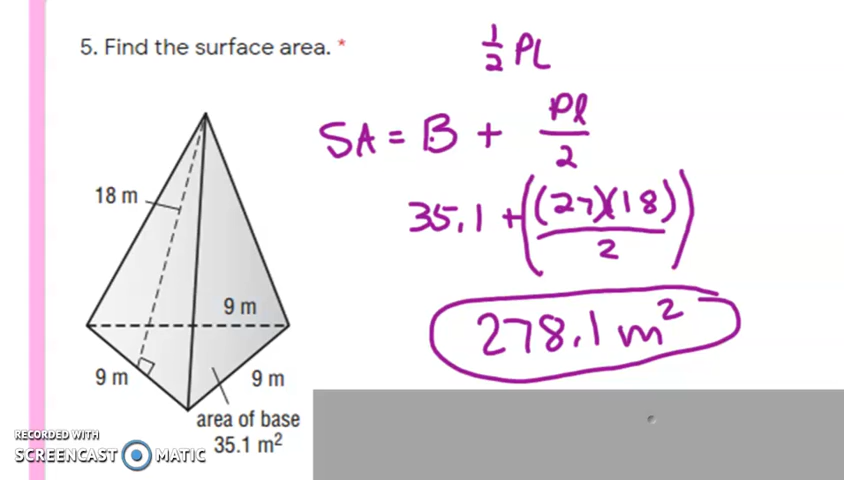 5. Find the surface area. *
1/2 PL
SA = B + Pl/2
18 m
35.1 + ((27)(18)/2)
9 m
278.1 m²
9 m
9 m
area of base
35.1 m²
RECORDED WITH
SCREENCAST MATIC